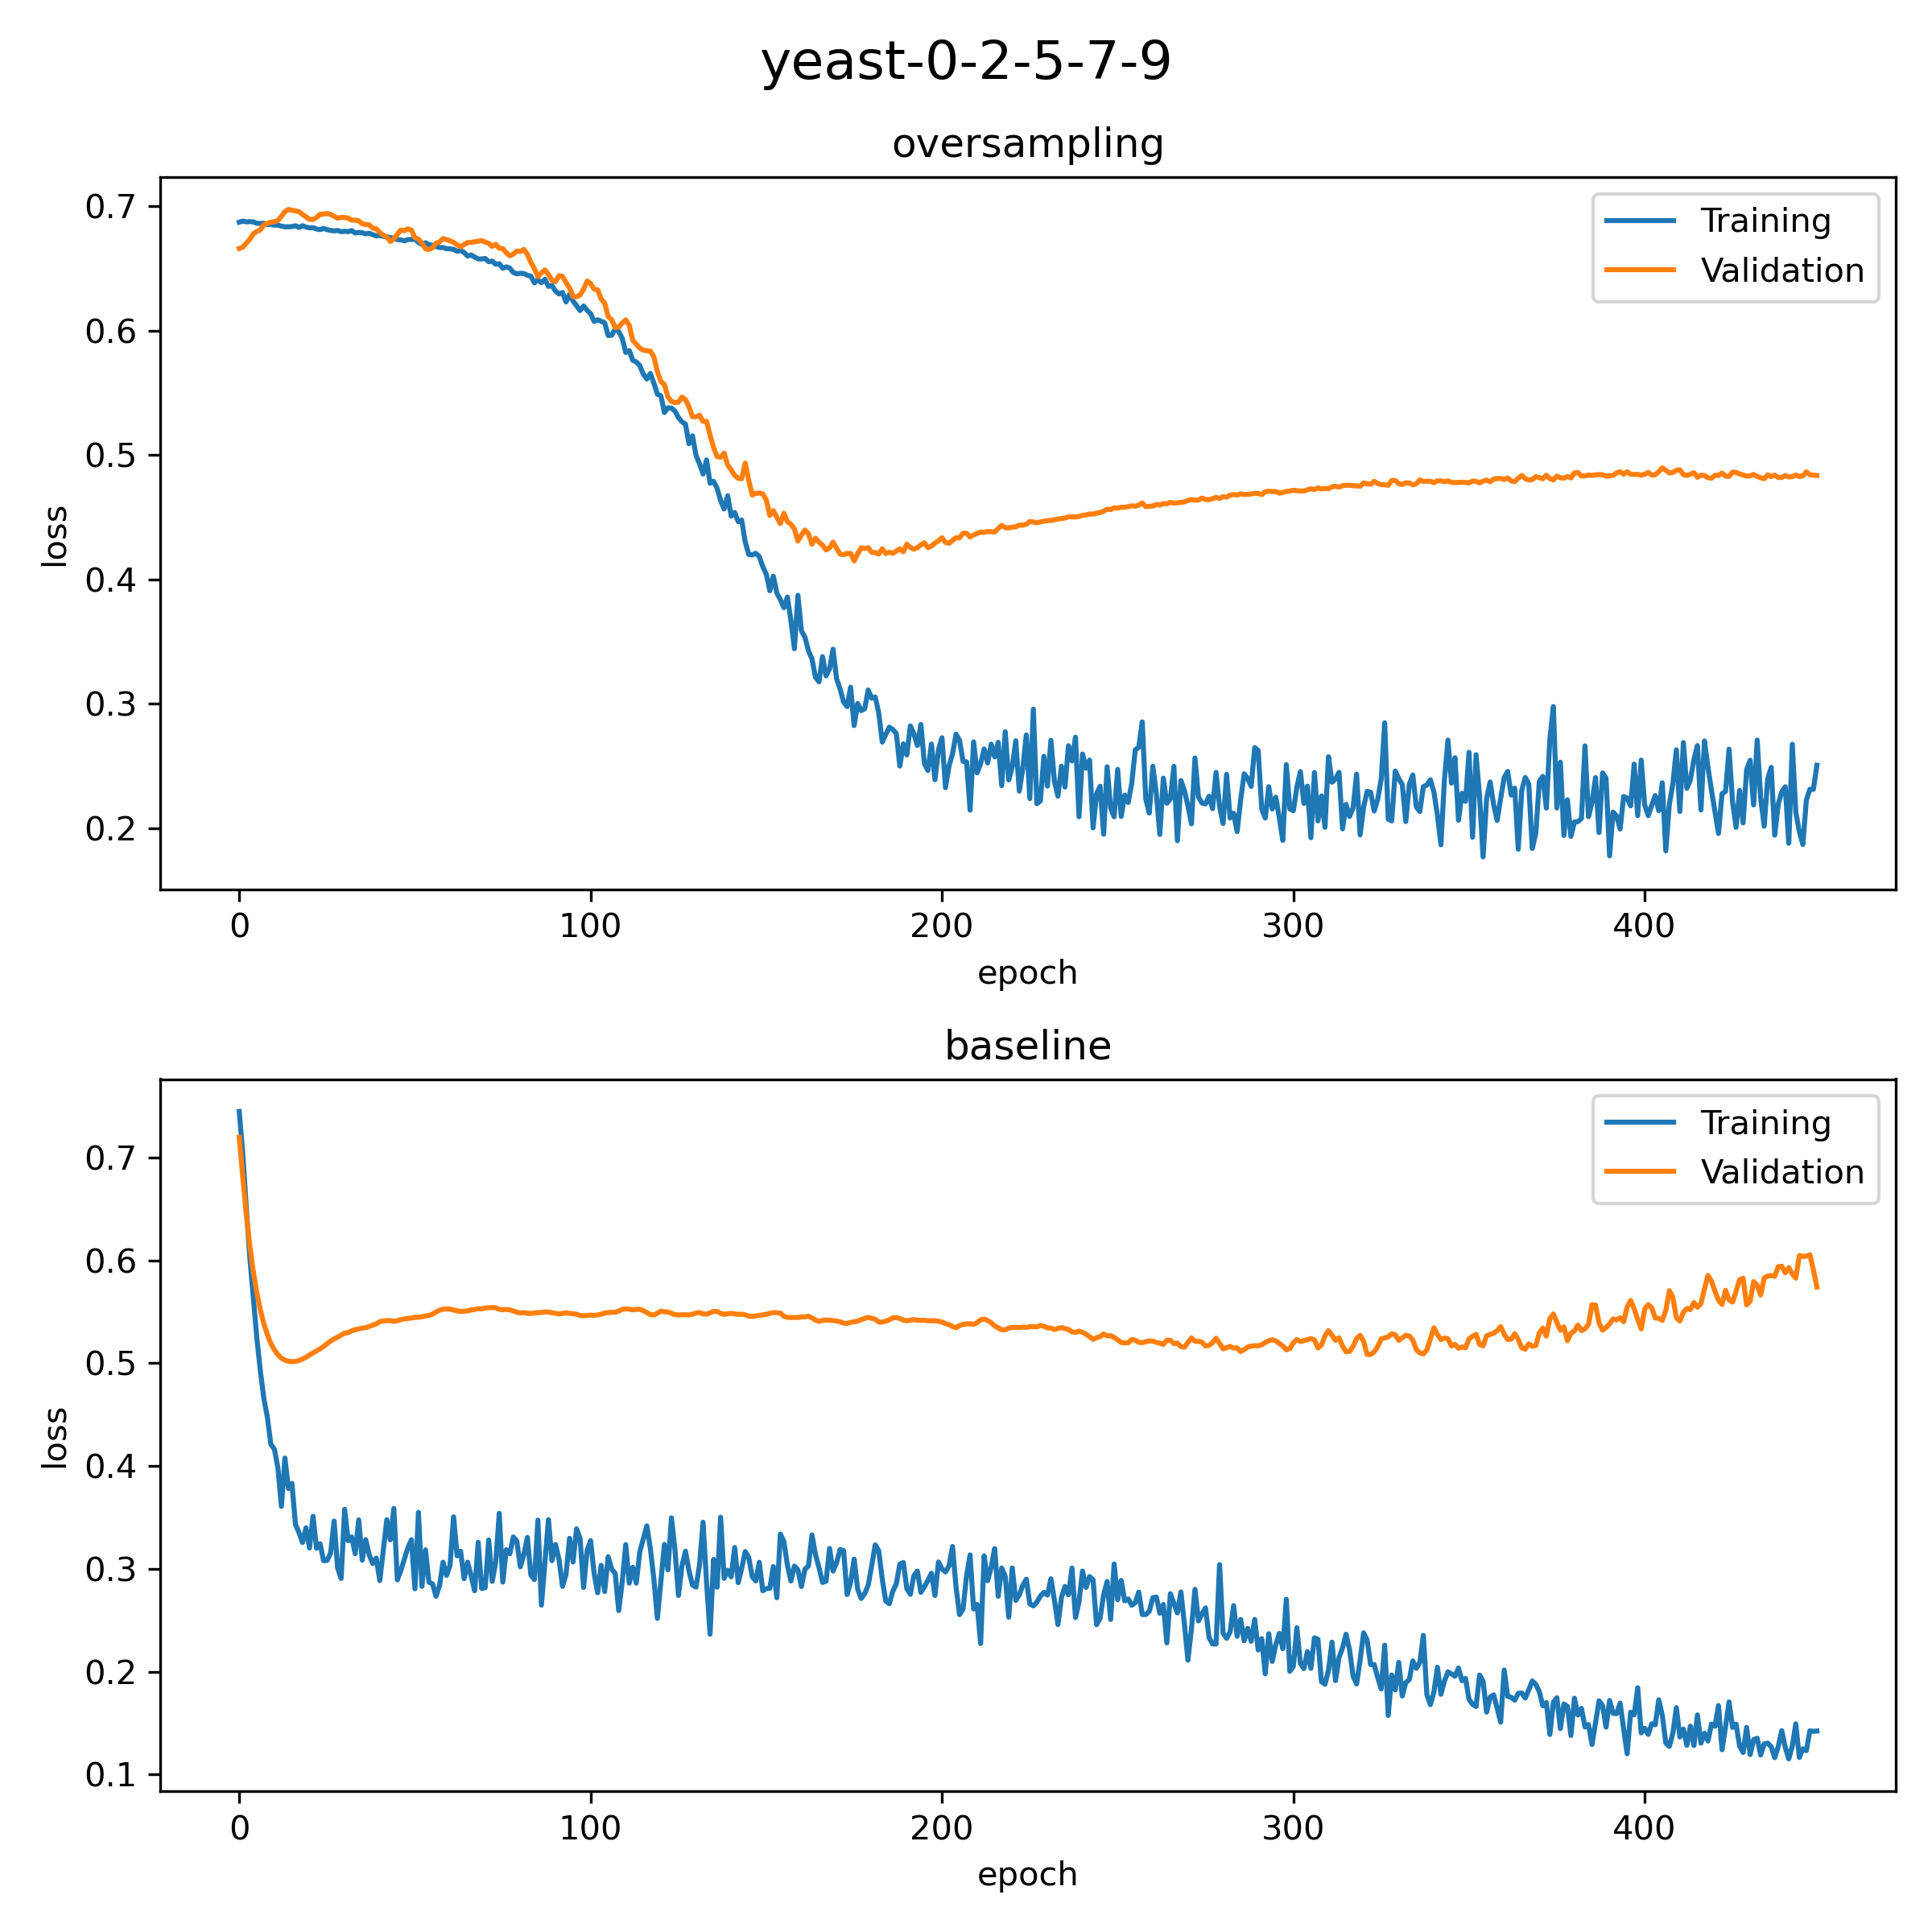 yeast-0-2-5-7-9
oversampling
0.7
0.6
0.5
0.4
0.3
0.2
loss
Training
Validation
0 100 200 300 400
epoch
baseline
0.7
0.6
0.5
0.4
0.3
0.2
0.1
loss
Training
Validation
0 100 200 300 400
epoch